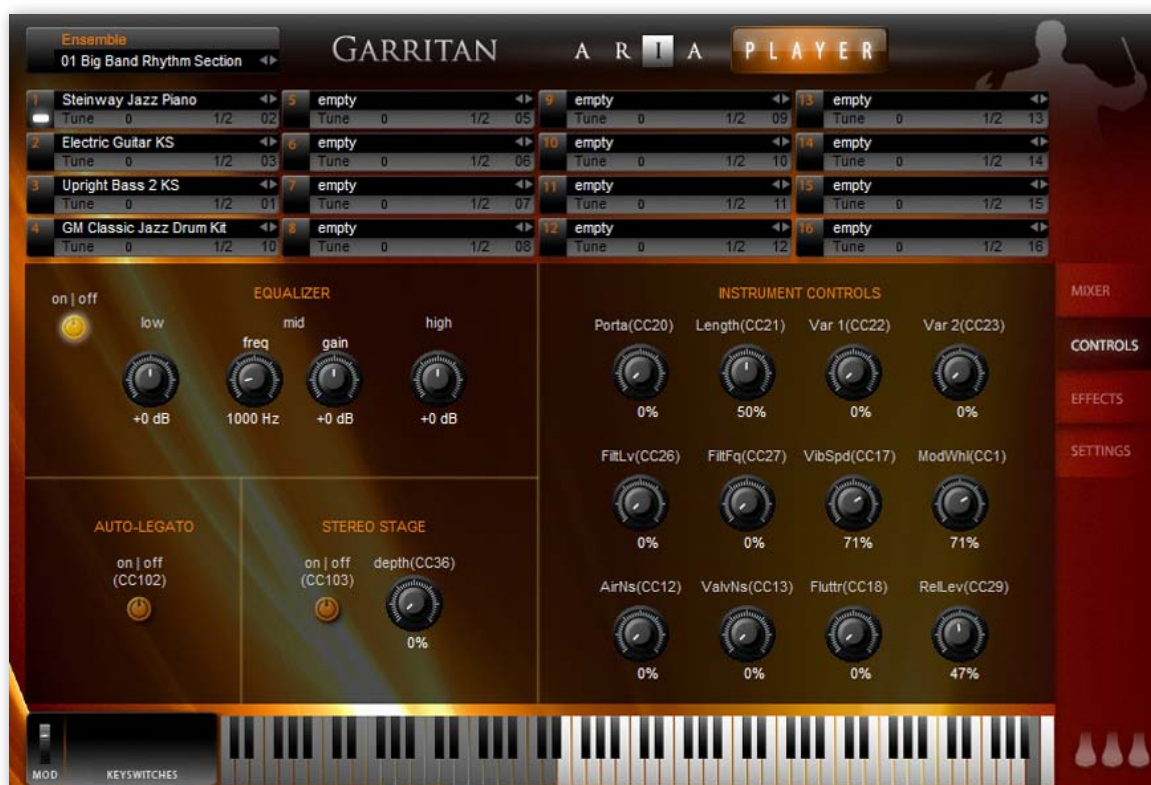 Ensemble
01 Big Band Rhythm Section
GARRITAN
ARIA PLAYER
1 Steinway Jazz Piano
Tune 0 1/2 02
5 empty
Tune 0 1/2 05
9 empty
Tune 0 1/2 09
13 empty
Tune 0 1/2 13
2 Electric Guitar KS
Tune 0 1/2 03
6 empty
Tune 0 1/2 06
10 empty
Tune 0 1/2 10
14 empty
Tune 0 1/2 14
3 Upright Bass 2 KS
Tune 0 1/2 01
7 empty
Tune 0 1/2 07
11 empty
Tune 0 1/2 11
15 empty
Tune 0 1/2 15
4 GM Classic Jazz Drum Kit
Tune 0 1/2 10
8 empty
Tune 0 1/2 08
12 empty
Tune 0 1/2 12
16 empty
Tune 0 1/2 16
EQUALIZER
on | off
low
mid
high
freq
gain
+0 dB
1000 Hz
+0 dB
+0 dB
AUTO-LEGATO
on | off
(CC102)
STEREO STAGE
on | off
(CC103)
depth(CC36)
0%
INSTRUMENT CONTROLS
Porta(CC20) Length(CC21) Var 1(CC22) Var 2(CC23)
0% 50% 0% 0%
FiltLv(CC26) FiltFq(CC27) VibSpd(CC17) ModWhl(CC1)
0% 0% 71% 71%
AirNs(CC12) ValvNs(CC13) Fluttr(CC18) RelLev(CC29)
0% 0% 0% 47%
MIXER
CONTROLS
EFFECTS
SETTINGS
MOD
KEYSWITCHES